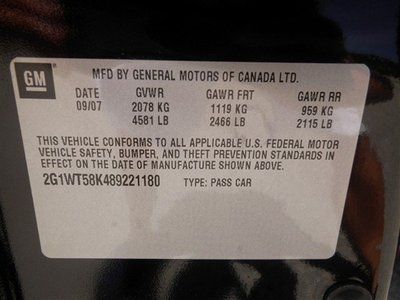 GM
MFD BY GENERAL MOTORS OF CANADA LTD.
DATE GVWR GAWR FRT GAWR RR
09/07 2078 KG 1119 KG 959 KG
4581 LB 2466 LB 2115 LB
THIS VEHICLE CONFORMS TO ALL APPLICABLE U.S. FEDERAL MOTOR
VEHICLE SAFETY, BUMPER, AND THEFT PREVENTION STANDARDS IN
EFFECT ON THE DATE OF MANUFACTURE SHOWN ABOVE.
2G1WT58K489221180 TYPE: PASS CAR